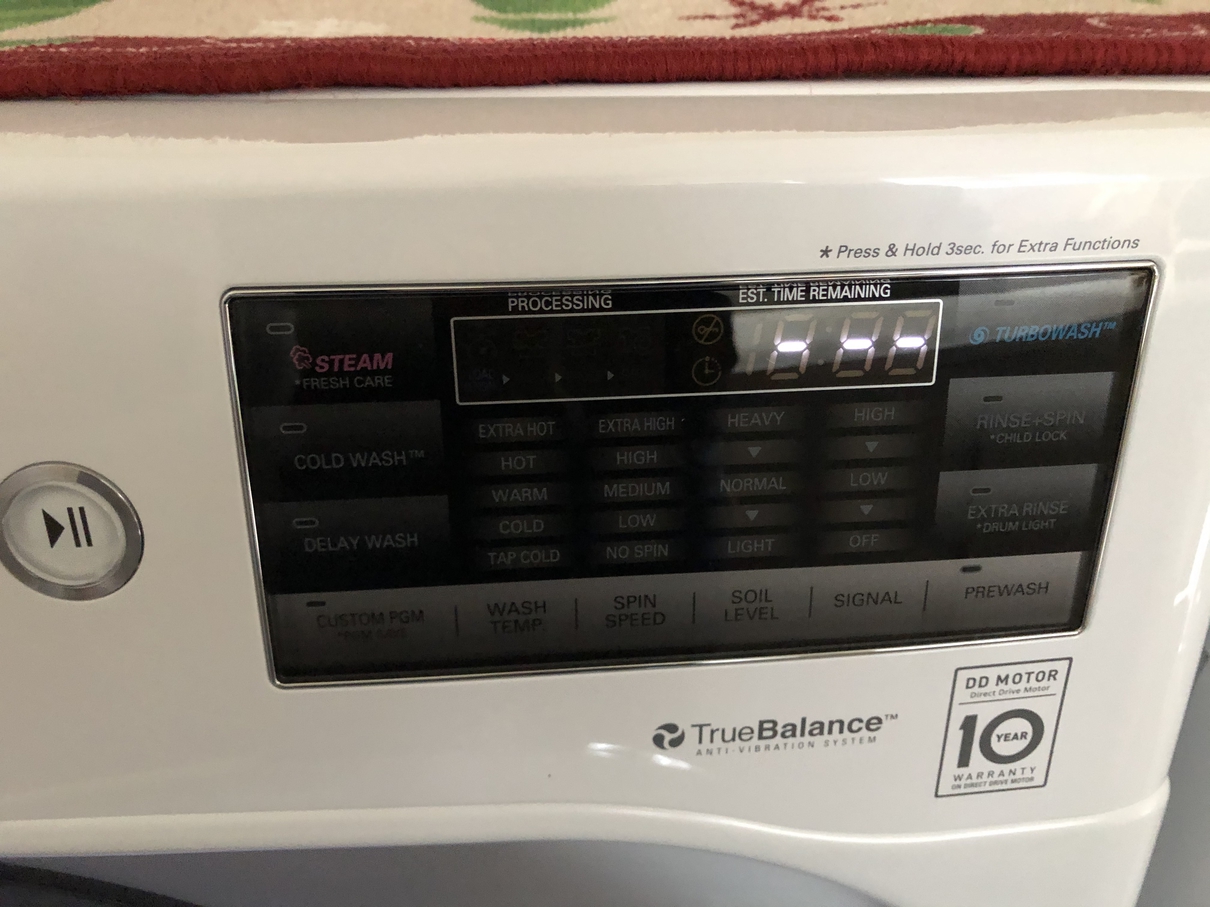 * Press & Hold 3sec. for Extra Functions
PROCESSING
EST. TIME REMAINING
STEAM
*FRESH CARE
TURBOWASH™
COLD WASH™
DELAY WASH
EXTRA HOT
HOT
WARM
COLD
TAP COLD
EXTRA HIGH
HIGH
MEDIUM
LOW
NO SPIN
HEAVY
NORMAL
LIGHT
HIGH
LOW
OFF
RINSE+SPIN
*CHILD LOCK
EXTRA RINSE
*DRUM LIGHT
CUSTOM PGM
WASH
TEMP.
SPIN
SPEED
SOIL
LEVEL
SIGNAL
PREWASH
TrueBalance™
ANTI-VIBRATION SYSTEM
DD MOTOR
Direct Drive Motor
10 YEAR
WARRANTY
ON DIRECT DRIVE MOTOR